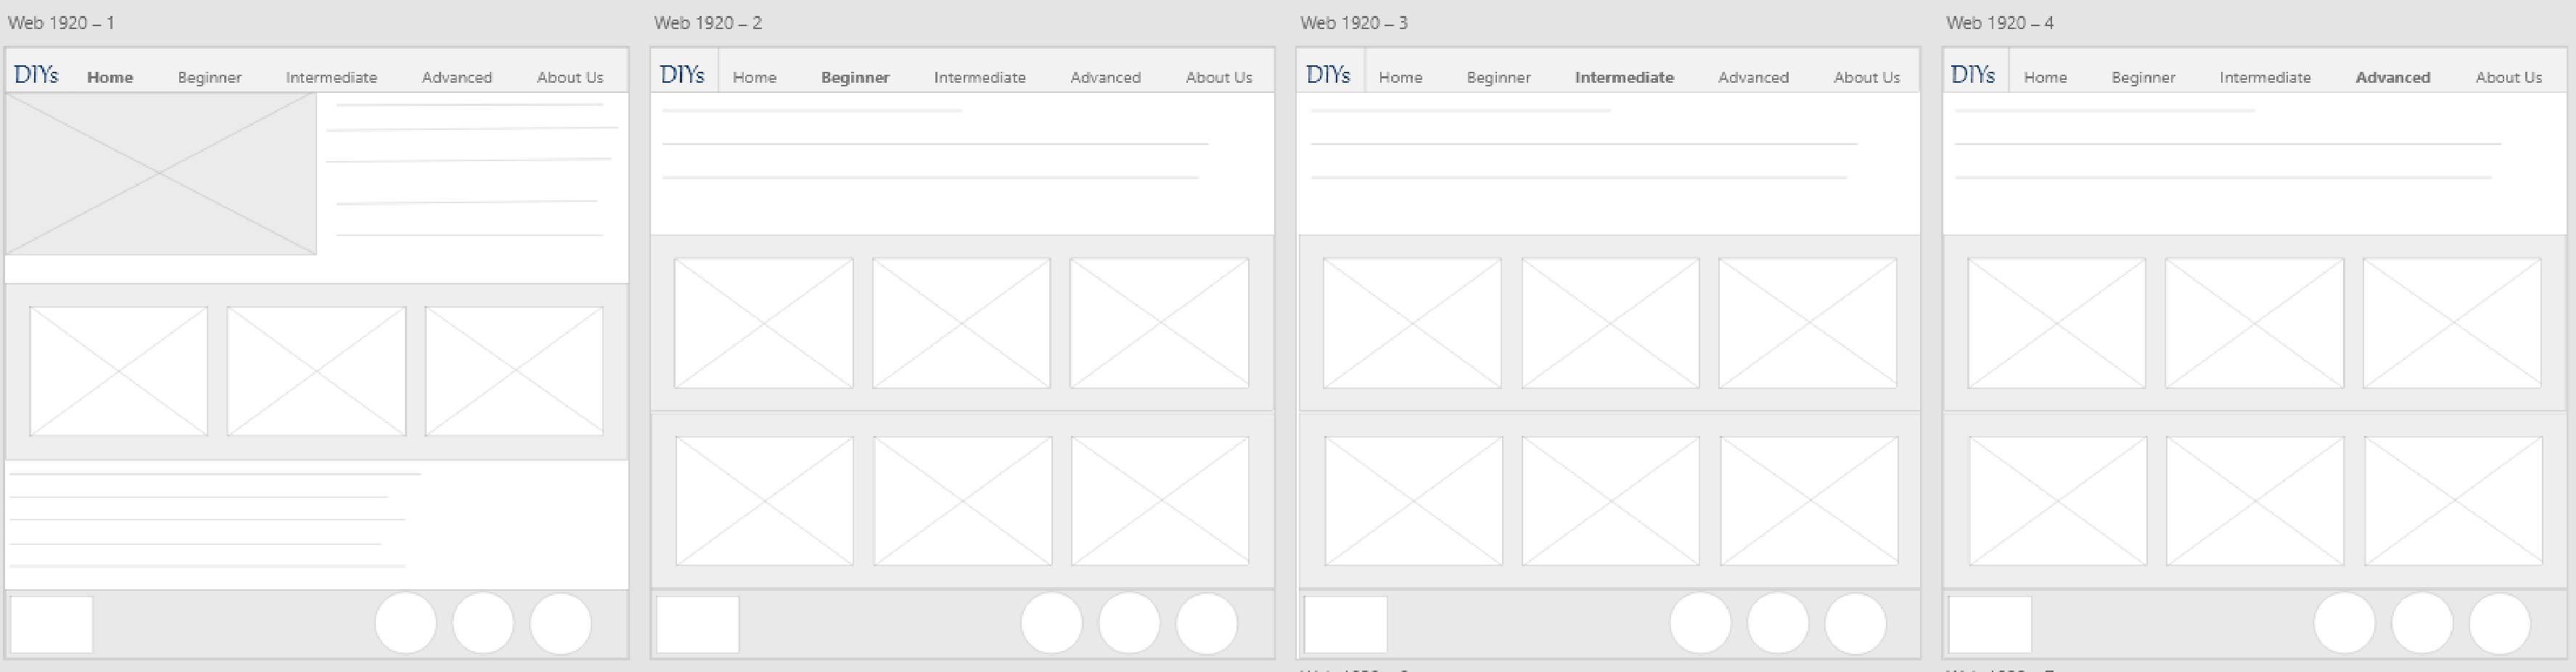 Web 1920 – 1
DIYs Home Beginner Intermediate Advanced About Us
Web 1920 – 2
DIYs Home Beginner Intermediate Advanced About Us
Web 1920 – 3
DIYs Home Beginner Intermediate Advanced About Us
Web 1920 – 4
DIYs Home Beginner Intermediate Advanced About Us